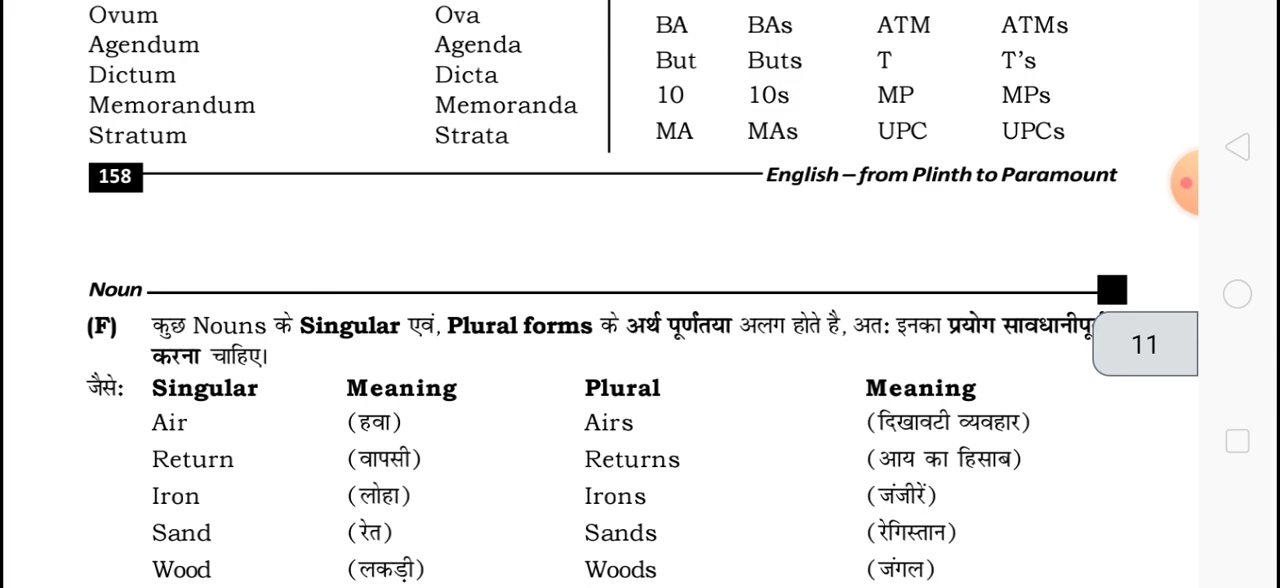 Ovum Ova BA BAs ATM ATMs
Agendum Agenda But Buts T T’s
Dictum Dicta 10 10s MP MPs
Memorandum Memoranda MA MAs UPC UPCs
Stratum Strata
158 English – from Plinth to Paramount
Noun
(F) कुछ Nouns के Singular एवं, Plural forms के अर्थ पूर्णतया अलग होते है, अत: इनका प्रयोग
करना चाहिए।
11
जैसे: Singular Meaning Plural Meaning
Air (हवा) Airs (दिखावटी व्यवहार)
Return (वापसी) Returns (आय का हिसाब)
Iron (लोहा) Irons (जंजीरें)
Sand (रेत) Sands (रेगिस्तान)
Wood (लकड़ी) Woods (जंगल)